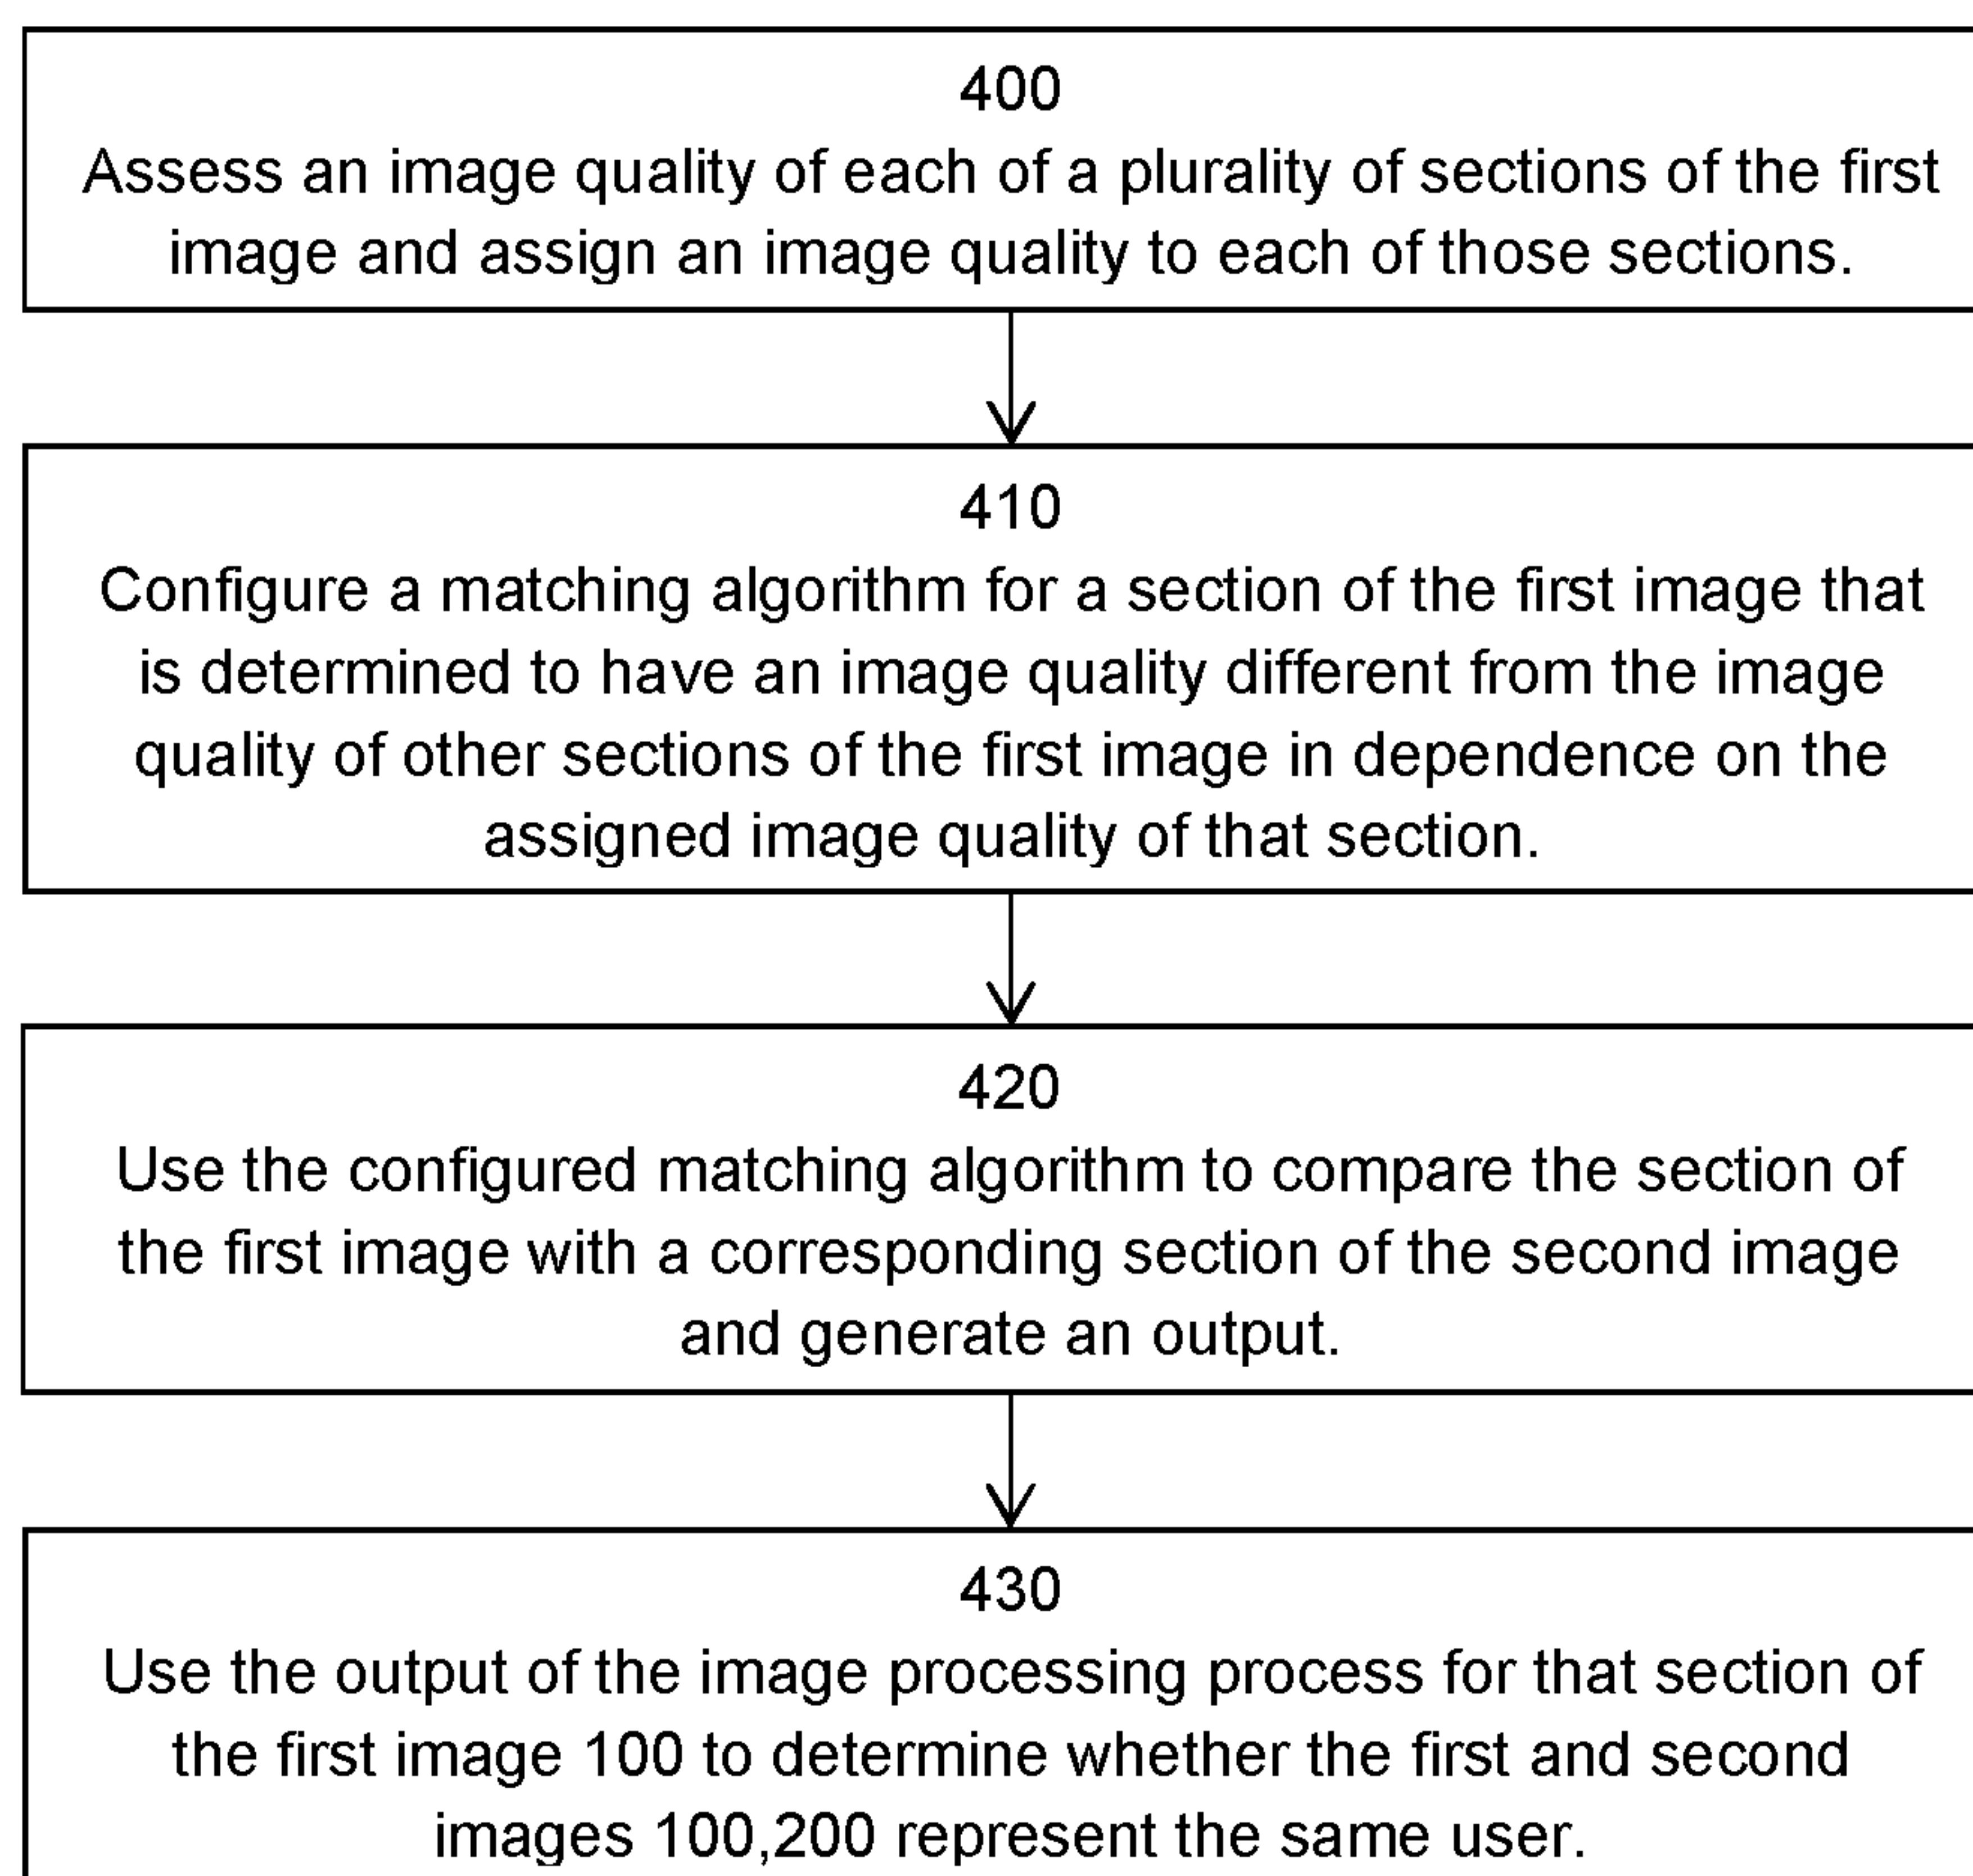 400
Assess an image quality of each of a plurality of sections of the first
image and assign an image quality to each of those sections.
410
Configure a matching algorithm for a section of the first image that
is determined to have an image quality different from the image
quality of other sections of the first image in dependence on the
assigned image quality of that section.
420
Use the configured matching algorithm to compare the section of
the first image with a corresponding section of the second image
and generate an output.
430
Use the output of the image processing process for that section of
the first image 100 to determine whether the first and second
images 100,200 represent the same user.